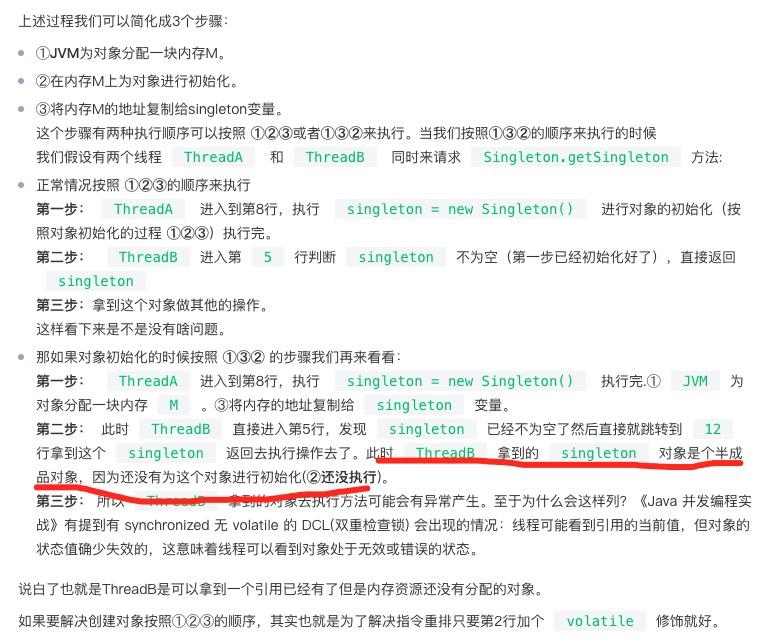 上述过程我们可以简化成3个步骤：
①JVM为对象分配一块内存M。
②在内存M上为对象进行初始化。
③将内存M的地址复制给singleton变量。
这个步骤有两种执行顺序可以按照 ①②③或者①③②来执行。当我们按照①③②的顺序来执行的时候
我们假设有两个线程 ThreadA 和 ThreadB 同时来请求 Singleton.getSingleton 方法:
正常情况按照 ①②③的顺序来执行
第一步： ThreadA 进入到第8行，执行 singleton = new Singleton() 进行对象的初始化（按
照对象初始化的过程 ①②③）执行完。
第二步： ThreadB 进入第 5 行判断 singleton 不为空（第一步已经初始化好了），直接返回
singleton
第三步：拿到这个对象做其他的操作。
这样看下来是不是没有啥问题。
那如果对象初始化的时候按照 ①③② 的步骤我们再来看看：
第一步： ThreadA 进入到第8行，执行 singleton = new Singleton() 执行完.① JVM 为
对象分配一块内存 M 。③将内存的地址复制给 singleton 变量。
第二步：此时 ThreadB 直接进入第5行，发现 singleton 已经不为空了然后直接就跳转到 12
行拿到这个 singleton 返回去执行操作去了。此时 ThreadB 拿到的 singleton 对象是个半成
品对象，因为还没有为这个对象进行初始化(②还没执行)。
第三步：所以 ThreadB 拿到的对象去执行方法可能会有异常产生。至于为什么会这样列？《Java 并发编程实
战》有提到有 synchronized 无 volatile 的 DCL(双重检查锁) 会出现的情况：线程可能看到引用的当前值，但对象的
状态值确少失效的，这意味着线程可以看到对象处于无效或错误的状态。
说白了也就是ThreadB是可以拿到一个引用已经有了但是内存资源还没有分配的对象。
如果要解决创建对象按照①②③的顺序，其实也就是为了解决指令重排只要第2行加个 volatile 修饰就好。